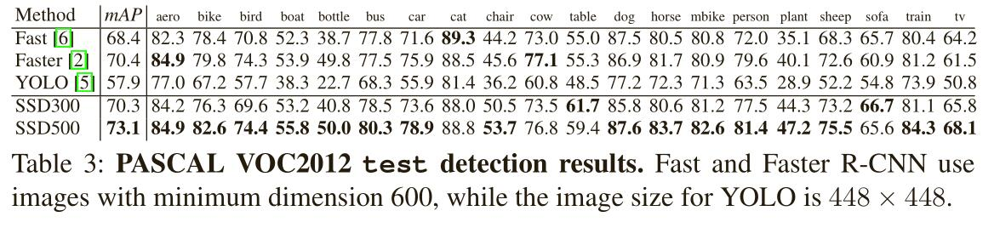 Method mAP aero bike bird boat bottle bus car cat chair cow table dog horse mbike person plant sheep sofa train tv
Fast [6] 68.4 82.3 78.4 70.8 52.3 38.7 77.8 71.6 89.3 44.2 73.0 55.0 87.5 80.5 80.8 72.0 35.1 68.3 65.7 80.4 64.2
Faster [2] 70.4 84.9 79.8 74.3 53.9 49.8 77.5 75.9 88.5 45.6 77.1 55.3 86.9 81.7 80.9 79.6 40.1 72.6 60.9 81.2 61.5
YOLO [5] 57.9 77.0 67.2 57.7 38.3 22.7 68.3 55.9 81.4 36.2 60.8 48.5 77.2 72.3 71.3 63.5 28.9 52.2 54.8 73.9 50.8
SSD300 70.3 84.2 76.3 69.6 53.2 40.8 78.5 73.6 88.0 50.5 73.5 61.7 85.8 80.6 81.2 77.5 44.3 73.2 66.7 81.1 65.8
SSD500 73.1 84.9 82.6 74.4 55.8 50.0 80.3 78.9 88.8 53.7 76.8 59.4 87.6 83.7 82.6 81.4 47.2 75.5 65.6 84.3 68.1
Table 3: PASCAL VOC2012 test detection results. Fast and Faster R-CNN use
images with minimum dimension 600, while the image size for YOLO is 448 × 448.